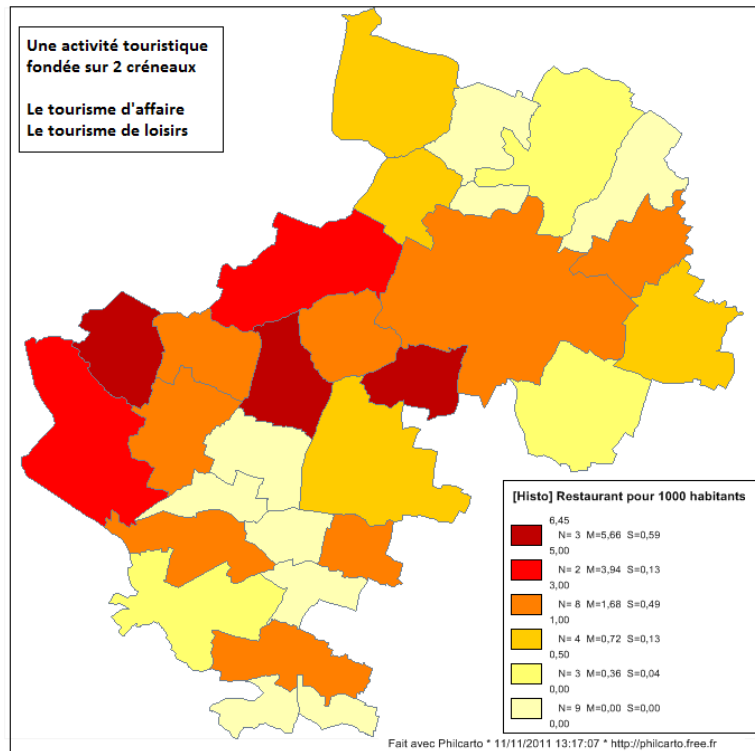 Une activité touristique
fondée sur 2 créneaux
Le tourisme d'affaire
Le tourisme de loisirs
[Histo] Restaurant pour 1000 habitants
6,45
N= 3 M=5,66 S=0,59
5,00
N= 2 M=3,94 S=0,13
3,00
N= 8 M=1,68 S=0,49
1,00
N= 4 M=0,72 S=0,13
0,50
N= 3 M=0,36 S=0,04
0,00
N= 9 M=0,00 S=0,00
0,00
Fait avec Philcarto * 11/11/2011 13:17:07 * http://philcarto.free.fr